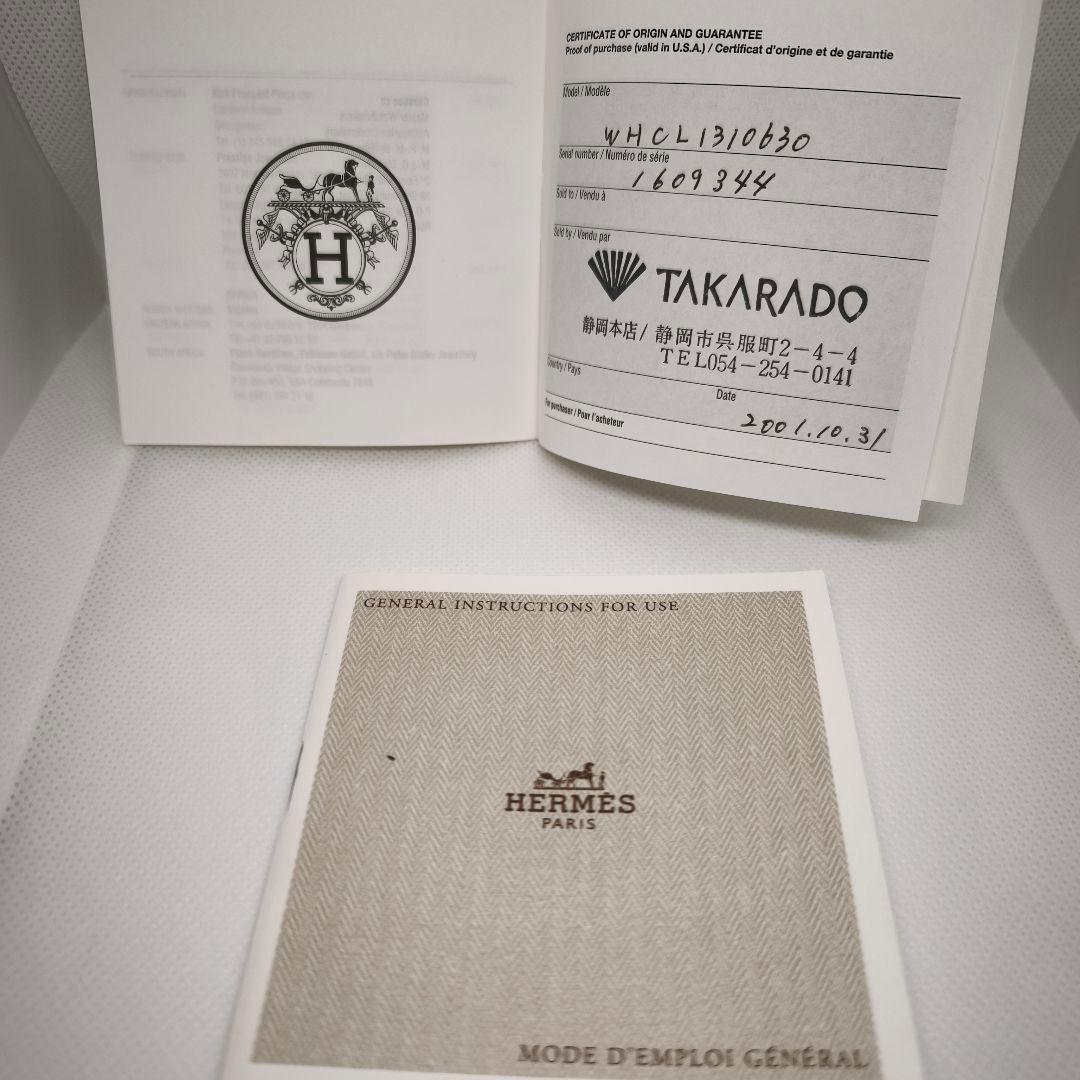 H
CERTIFICATE OF ORIGIN AND GUARANTEE
Proof of purchase (valid in U.S.A.) / Certificat d'origine et de garantie
Model / Modèle
WHCL1310630
Serial number / Numéro de série
1609344
Sold to / Vendu à
Sold by / Vendu par
TAKARADO
静岡本店/ 静岡市呉服町2-4-4
TEL054-254-0141
Country / Pays
Date
2001.10.31
For purchaser / Pour l'acheteur
GENERAL INSTRUCTIONS FOR USE
HERMÈS
PARIS
MODE D'EMPLOI GÉNÉRAL